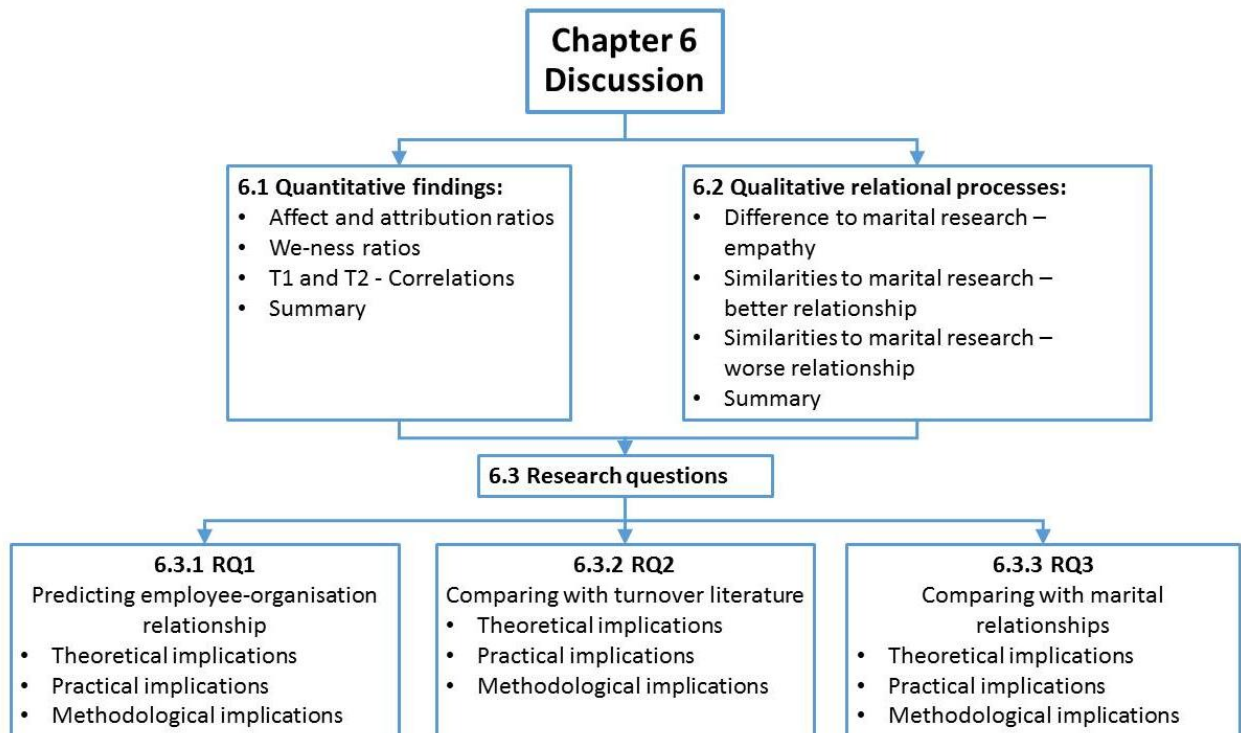 Chapter 6
Discussion
6.1 Quantitative findings:
• Affect and attribution ratios
• We-ness ratios
• T1 and T2 - Correlations
• Summary
6.2 Qualitative relational processes:
• Difference to marital research –
empathy
• Similarities to marital research –
better relationship
• Similarities to marital research –
worse relationship
• Summary
6.3 Research questions
6.3.1 RQ1
Predicting employee-organisation
relationship
• Theoretical implications
• Practical implications
• Methodological implications
6.3.2 RQ2
Comparing with turnover literature
• Theoretical implications
• Practical implications
• Methodological implications
6.3.3 RQ3
Comparing with marital
relationships
• Theoretical implications
• Practical implications
• Methodological implications